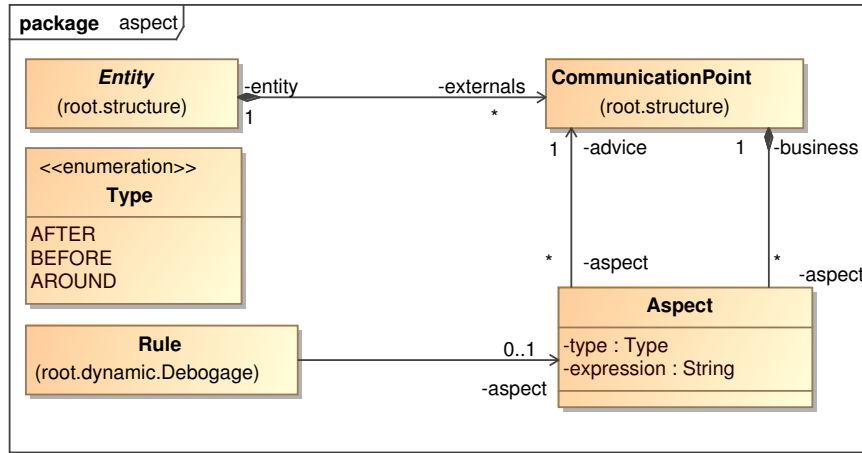 package aspect
Entity
(root.structure)
-entity
1
-externals
*
CommunicationPoint
(root.structure)
<<enumeration>>
Type
AFTER
BEFORE
AROUND
1
-advice
1
-business
*
-aspect
*
-aspect
Rule
(root.dynamic.Debogage)
0..1
-aspect
Aspect
-type : Type
-expression : String